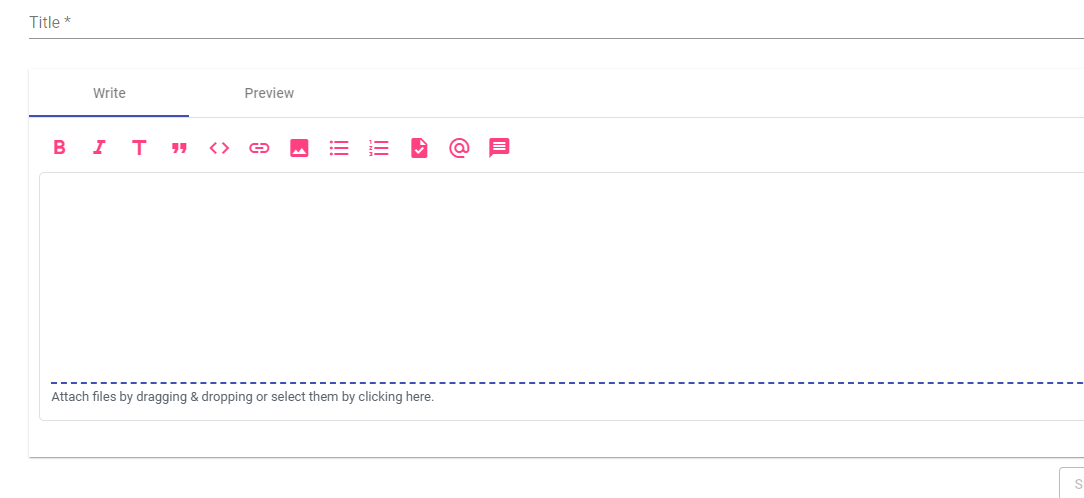 Title *
Write Preview
Attach files by dragging & dropping or select them by clicking here.
S